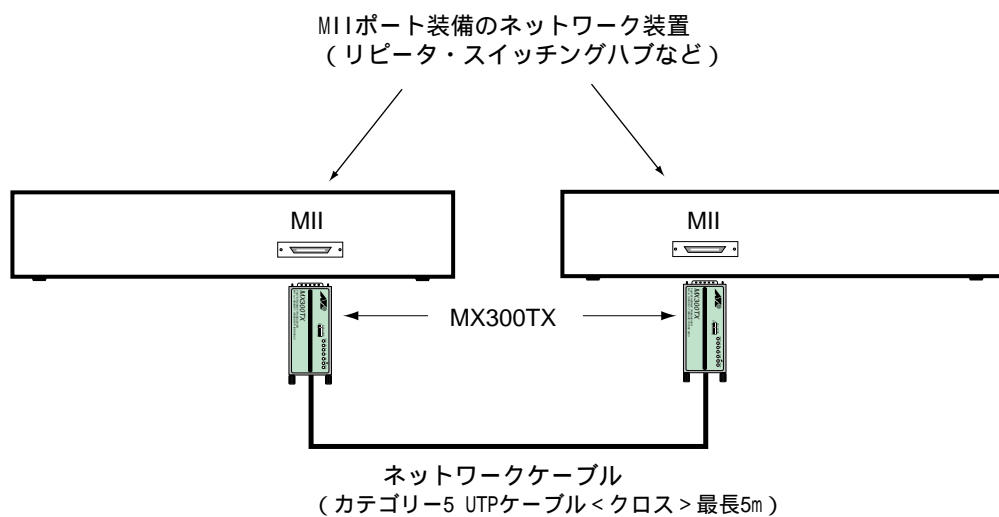 MIIポート装備のネットワーク装置
（リピータ・スイッチングハブなど）
MII
MII
MX300TX
MX300TX
MX300TX
ネットワークケーブル
（カテゴリー5 UTPケーブル＜クロス＞最長5m）